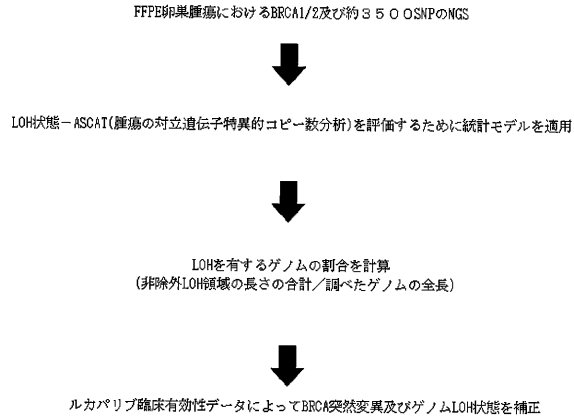 FFPE卵巣腫瘍におけるBRCA1/2及び約３５００SNPのNGS
LOH状態－ASCAT(腫瘍の対立遺伝子特異的コピー数分析)を評価するために統計モデルを適用
LOHを有するゲノムの割合を計算
(非除外LOH領域の長さの合計／調べたゲノムの全長)
ルカパリブ臨床有効性データによってBRCA突然変異及びゲノムLOH状態を補正